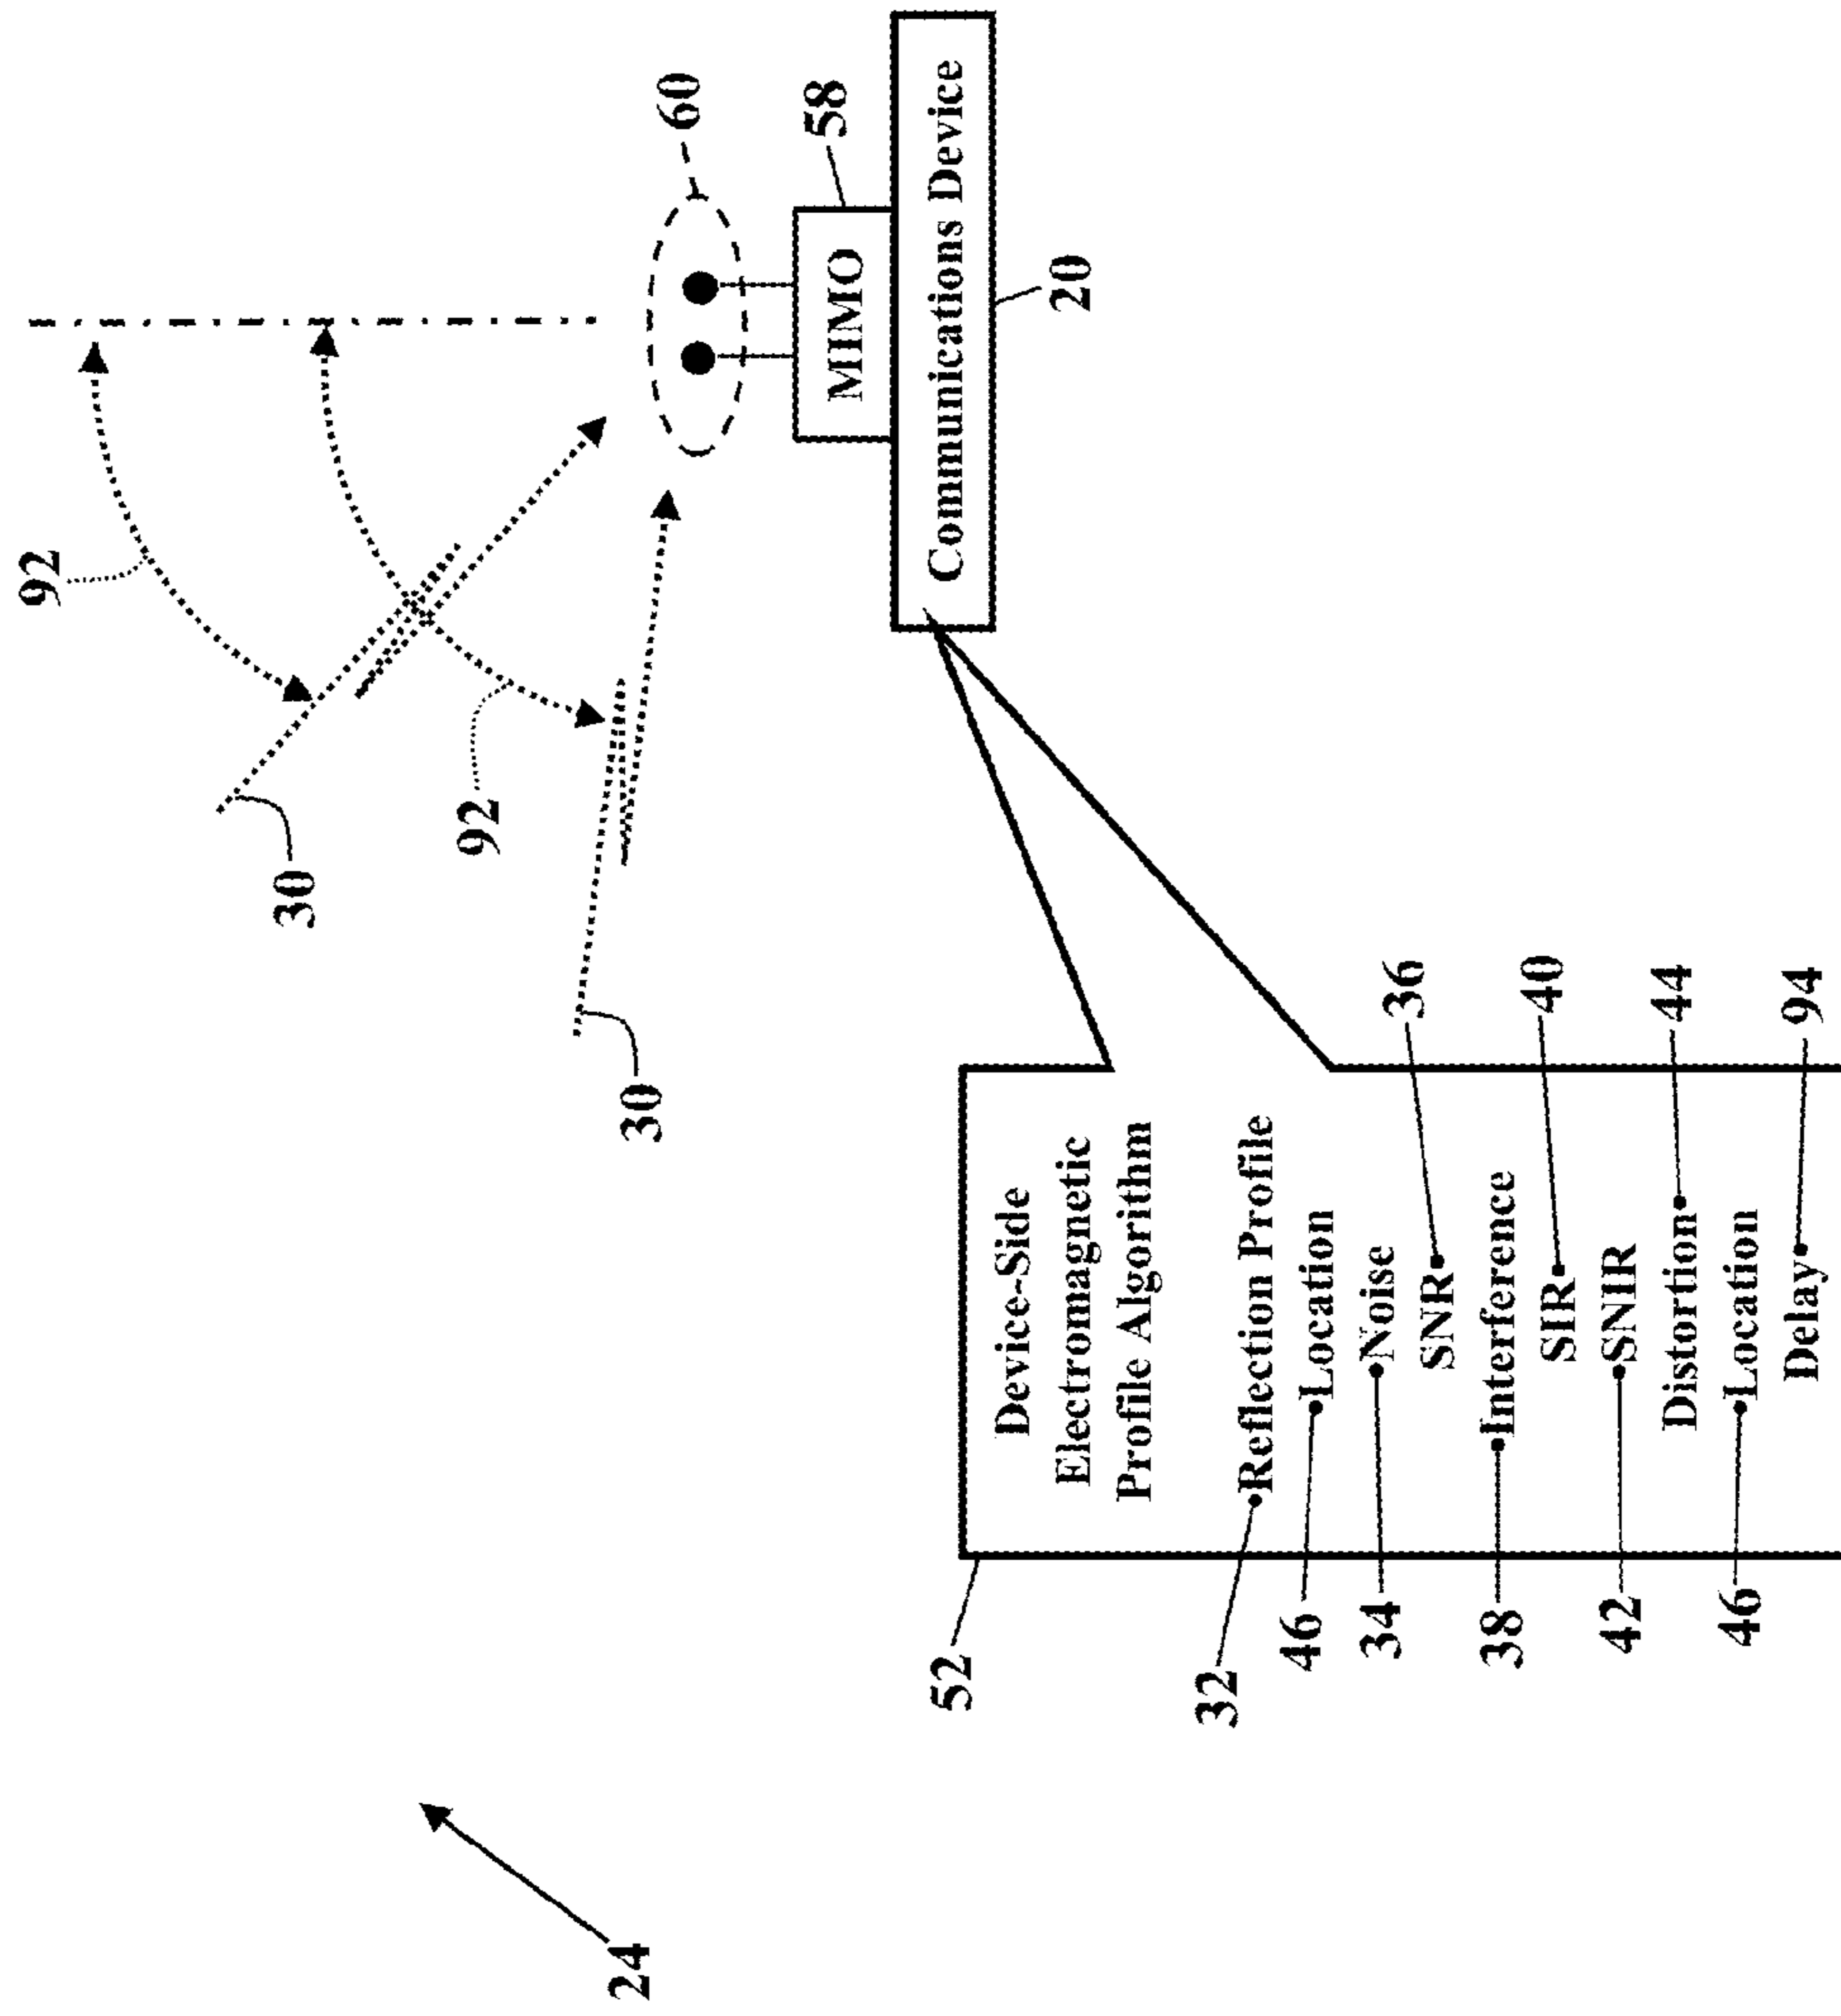 92
60
58
MIMO
Communications Device
20
30
92
30
24
52
Device-Side
Electromagnetic
Profile Algorithm
32
Reflection Profile
46
Location
34
Noise
SNR
36
38
Interference
SIR
40
42
SNIR
Distortion
44
46
Location
Delay
94